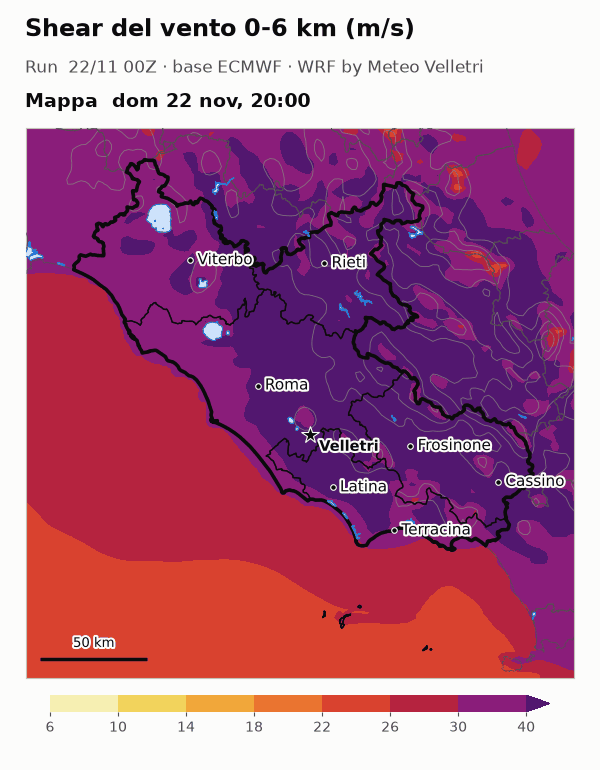 Shear del vento 0-6 km (m/s)
Run  22/11 00Z · base ECMWF · WRF by Meteo Velletri
Mappa  dom 22 nov, 20:00
Viterbo
Rieti
Roma
Velletri
Frosinone
Cassino
Latina
Terracina
50 km
6 10 14 18 22 26 30 40